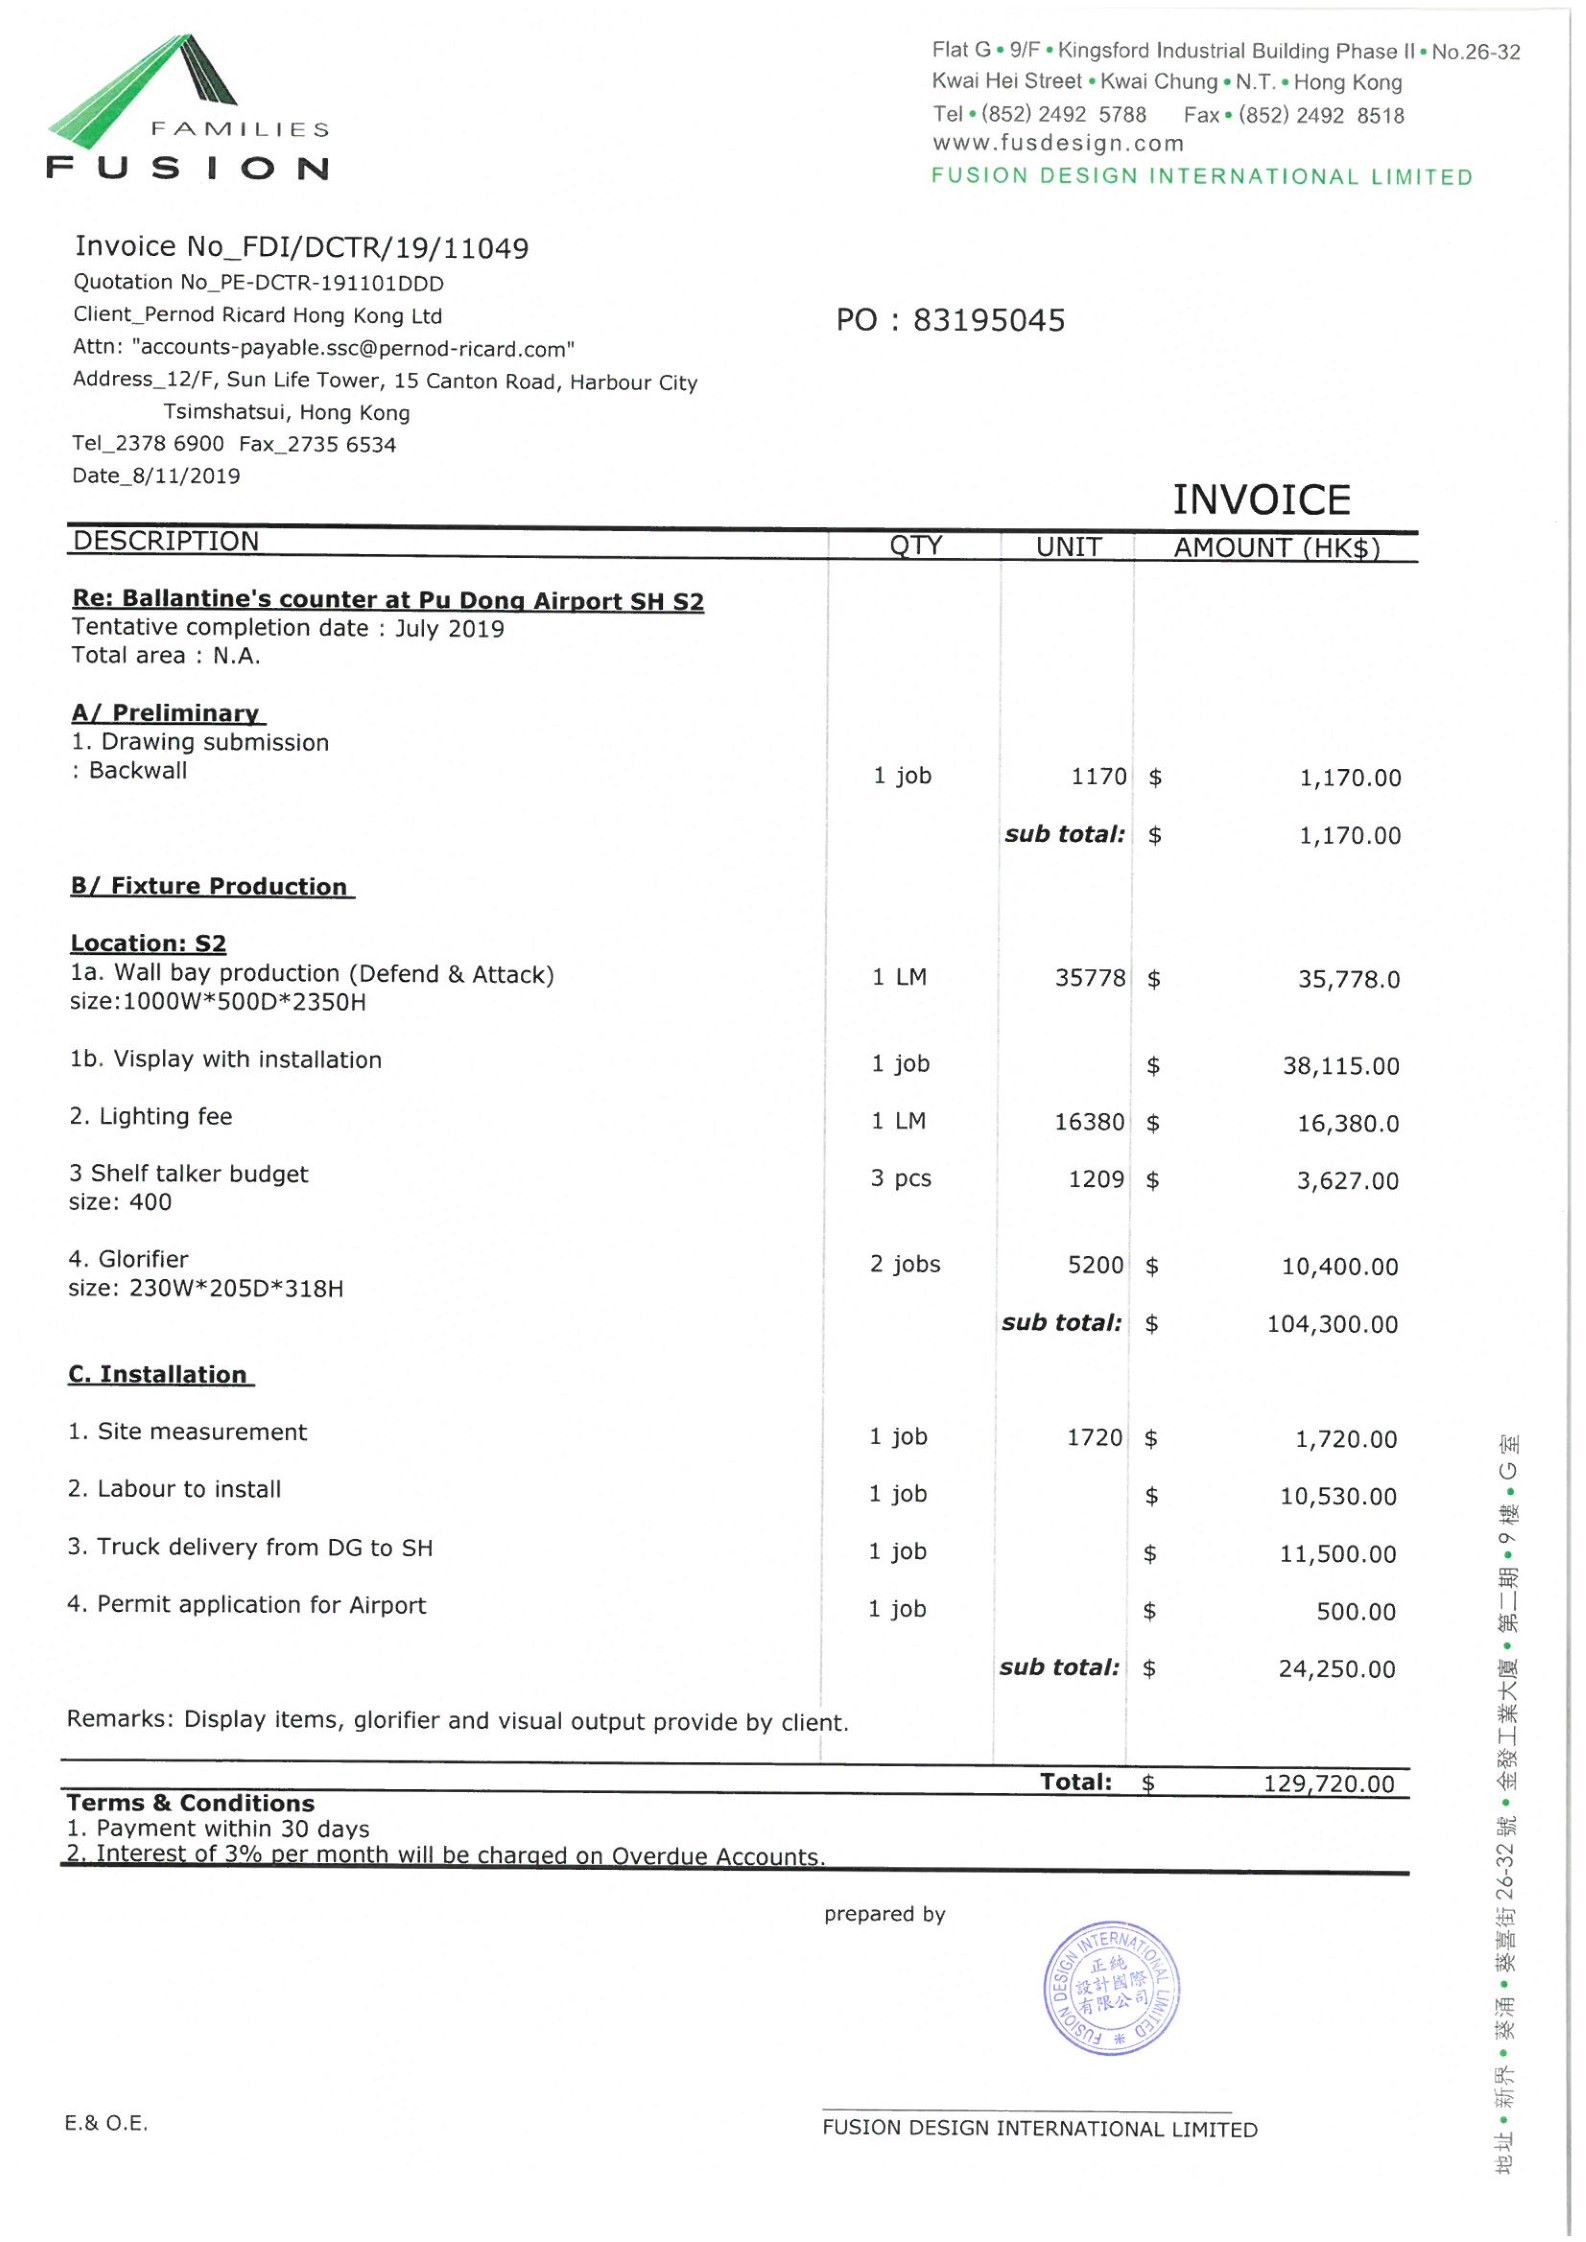 FAMILIES
FUSION
Flat G • 9/F • Kingsford Industrial Building Phase II • No.26-32
Kwai Hei Street • Kwai Chung • N.T. • Hong Kong
Tel • (852) 2492 5788 Fax • (852) 2492 8518
www.fusdesign.com
FUSION DESIGN INTERNATIONAL LIMITED
Invoice No_FDI/DCTR/19/11049
Quotation No_PE-DCTR-191101DDD
Client_Pernod Ricard Hong Kong Ltd
PO : 83195045
Attn: "accounts-payable.ssc@pernod-ricard.com"
Address_12/F, Sun Life Tower, 15 Canton Road, Harbour City
Tsimshatsui, Hong Kong
Tel_2378 6900 Fax_2735 6534
Date_8/11/2019
INVOICE
DESCRIPTION QTY UNIT AMOUNT (HK$)
Re: Ballantine's counter at Pu Dong Airport SH S2
Tentative completion date : July 2019
Total area : N.A.
A/ Preliminary
1. Drawing submission
: Backwall 1 job 1170 $ 1,170.00
sub total: $ 1,170.00
B/ Fixture Production
Location: S2
1a. Wall bay production (Defend & Attack) 1 LM 35778 $ 35,778.0
size:1000W*500D*2350H
1b. Visplay with installation 1 job $ 38,115.00
2. Lighting fee 1 LM 16380 $ 16,380.0
3 Shelf talker budget 3 pcs 1209 $ 3,627.00
size: 400
4. Glorifier 2 jobs 5200 $ 10,400.00
size: 230W*205D*318H
sub total: $ 104,300.00
C. Installation
1. Site measurement 1 job 1720 $ 1,720.00
2. Labour to install 1 job $ 10,530.00
3. Truck delivery from DG to SH 1 job $ 11,500.00
4. Permit application for Airport 1 job $ 500.00
sub total: $ 24,250.00
Remarks: Display items, glorifier and visual output provide by client.
Total: $ 129,720.00
Terms & Conditions
1. Payment within 30 days
2. Interest of 3% per month will be charged on Overdue Accounts.
prepared by
FUSION DESIGN INTERNATIONAL LIMITED
正純
設計國際
有限公司
E.& O.E.
FUSION DESIGN INTERNATIONAL LIMITED
地址 • 新界 • 葵涌 • 葵喜街 26-32 號 • 金發工業大廈 • 第二期 • 9 樓 • G 室